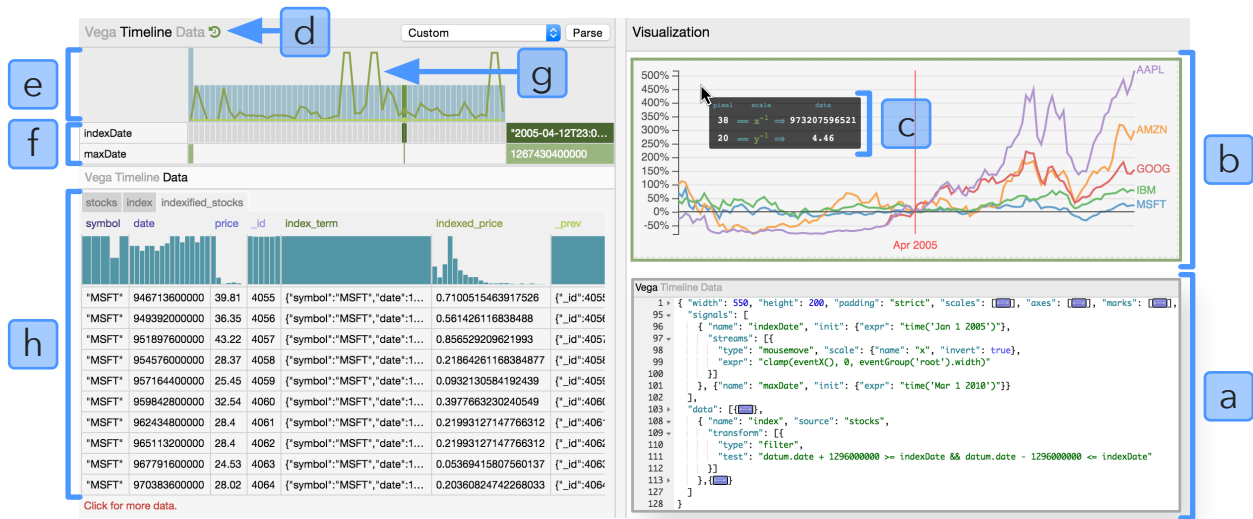 Vega Timeline Data
d
Custom
Parse
e
g
f
indexDate
"2005-04-12T23:0...
maxDate
1267430400000
Vega Timeline Data
h
stocks index indexified_stocks
symbol date price _id index_term indexed_price _prev
"MSFT" 946713600000 39.81 4055 {"symbol":"MSFT","date":1... 0.7100515463917526 {"_id":4055
"MSFT" 949392000000 36.35 4056 {"symbol":"MSFT","date":1... 0.561426116838488 {"_id":4056
"MSFT" 951897600000 43.22 4057 {"symbol":"MSFT","date":1... 0.856529209621993 {"_id":4057
"MSFT" 954576000000 28.37 4058 {"symbol":"MSFT","date":1... 0.21864261168384877 {"_id":4058
"MSFT" 957164400000 25.45 4059 {"symbol":"MSFT","date":1... 0.0932130584192439 {"_id":4059
"MSFT" 959842800000 32.54 4060 {"symbol":"MSFT","date":1... 0.3977663230240549 {"_id":4060
"MSFT" 962434800000 28.4 4061 {"symbol":"MSFT","date":1... 0.21993127147766312 {"_id":4061
"MSFT" 965113200000 28.4 4062 {"symbol":"MSFT","date":1... 0.21993127147766312 {"_id":4062
"MSFT" 967791600000 24.53 4063 {"symbol":"MSFT","date":1... 0.05369415807560137 {"_id":4063
"MSFT" 970383600000 28.02 4064 {"symbol":"MSFT","date":1... 0.20360824742268033 {"_id":4064
Click for more data.
Visualization
500%
450%
400%
350%
300%
250%
200%
150%
100%
50%
0%
-50%
pixel scale data
38 == x⁻¹ ⇒ 973207596521
20 == y⁻¹ ⇒ 4.46
c
AAPL
AMZN
GOOG
IBM
MSFT
Apr 2005
b
Vega Timeline Data
1 { "width": 550, "height": 200, "padding": "strict", "scales": [...], "axes": [...], "marks": [...],
95 "signals": [
96 { "name": "indexDate", "init": {"expr": "time('Jan 1 2005')"},
97 "streams": [{
98 "type": "mousemove", "scale": {"name": "x", "invert": true},
99 "expr": "clamp(eventX(), 0, eventGroup('root').width)"
100 }]
101 }, {"name": "maxDate", "init": {"expr": "time('Mar 1 2010')"}}
102 ],
103 "data": [{...},
108 { "name": "index", "source": "stocks",
109 "transform": [{
110 "type": "filter",
111 "test": "datum.date + 1296000000 >= indexDate && datum.date - 1296000000 <= indexDate"
112 }]
113 },{...}
127 ]
128 }
a